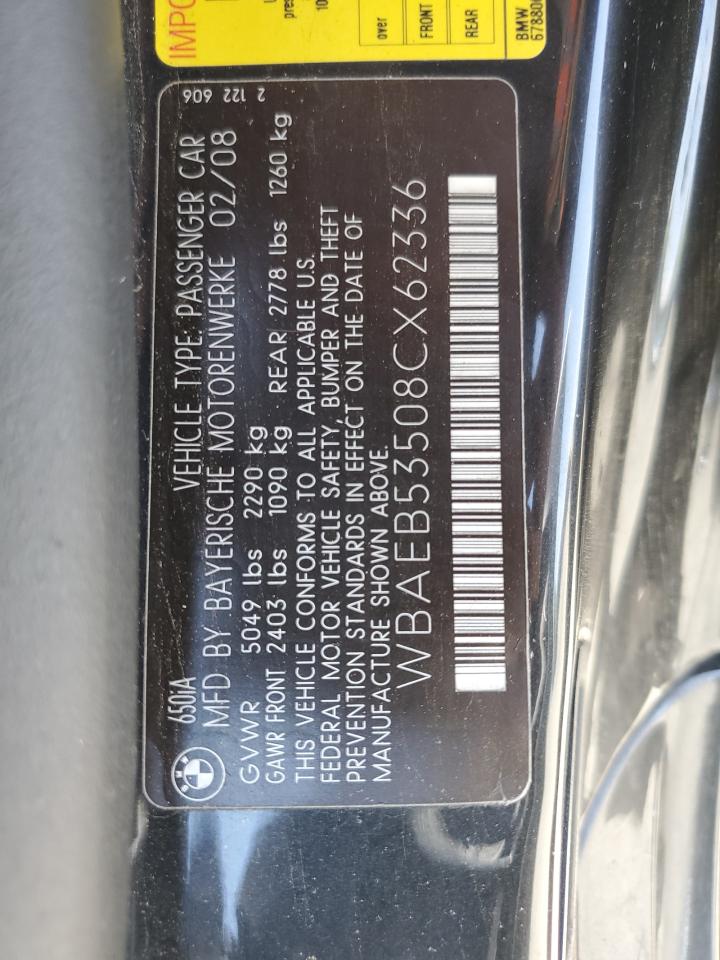 IMPO
over
FRONT
REAR
BMW
2 122 606
650iA
VEHICLE TYPE: PASSENGER CAR
MFD BY BAYERISCHE MOTORENWERKE 02/08
GVWR 5049 lbs 2290 kg
GAWR FRONT 2403 lbs 1090 kg REAR 2778 lbs 1260 kg
THIS VEHICLE CONFORMS TO ALL APPLICABLE U.S.
FEDERAL MOTOR VEHICLE SAFETY, BUMPER AND THEFT
PREVENTION STANDARDS IN EFFECT ON THE DATE OF
MANUFACTURE SHOWN ABOVE.
WBAEB53508CX62336